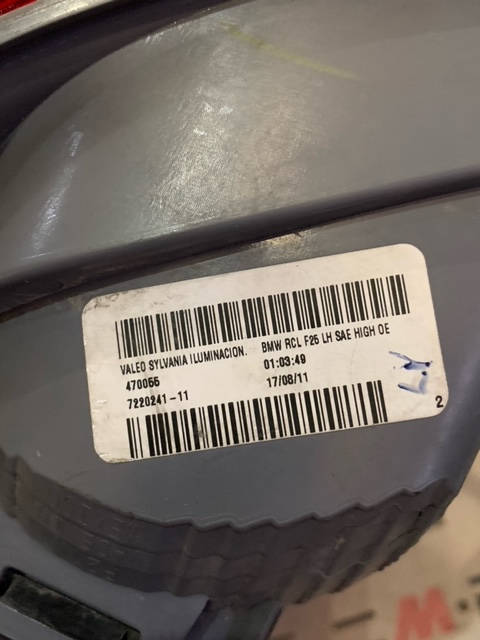 VALEO SYLVANIA ILUMINACION. BMW RCL F25 LH SAE HIGH OE
470055 01:03:49
7220241-11 17/08/11
2